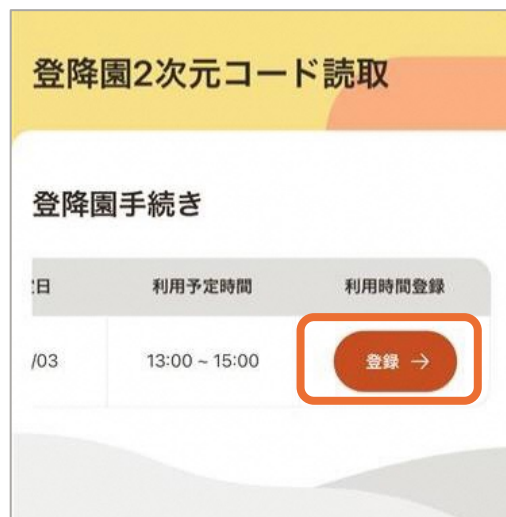 登降園2次元コード読取
登降園手続き
日 利用予定時間 利用時間登録
/03 13:00 ~ 15:00 登録 →